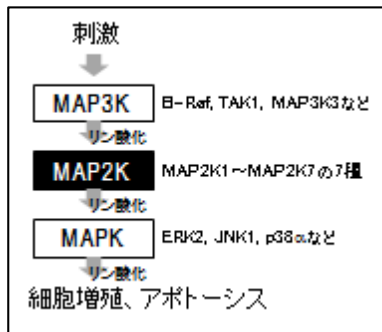 刺激
MAP3K B-Raf, TAK1, MAP3K3など
リン酸化
MAP2K MAP2K1～MAP2K7の7種
リン酸化
MAPK ERK2, JNK1, p38αなど
リン酸化
細胞増殖、アポトーシス